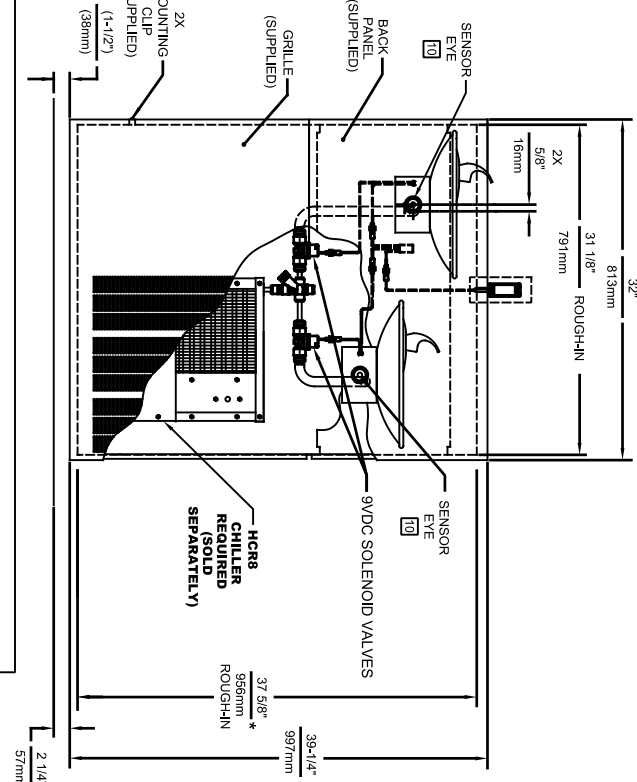 32"
813mm
31 1/8"
791mm
ROUGH-IN
2X
5/8"
16mm
SENSOR
EYE
10
BACK
PANEL
(SUPPLIED)
GRILLE
(SUPPLIED)
2X
CLIP
(1-1/2")
(38mm)
SENSOR
EYE
10
9VDC SOLENOID VALVES
HCR8
CHILLER
REQUIRED
(SOLD
SEPARATELY)
37 5/8" *
956mm
ROUGH-IN
39-1/4"
997mm
2 1/4
57mm